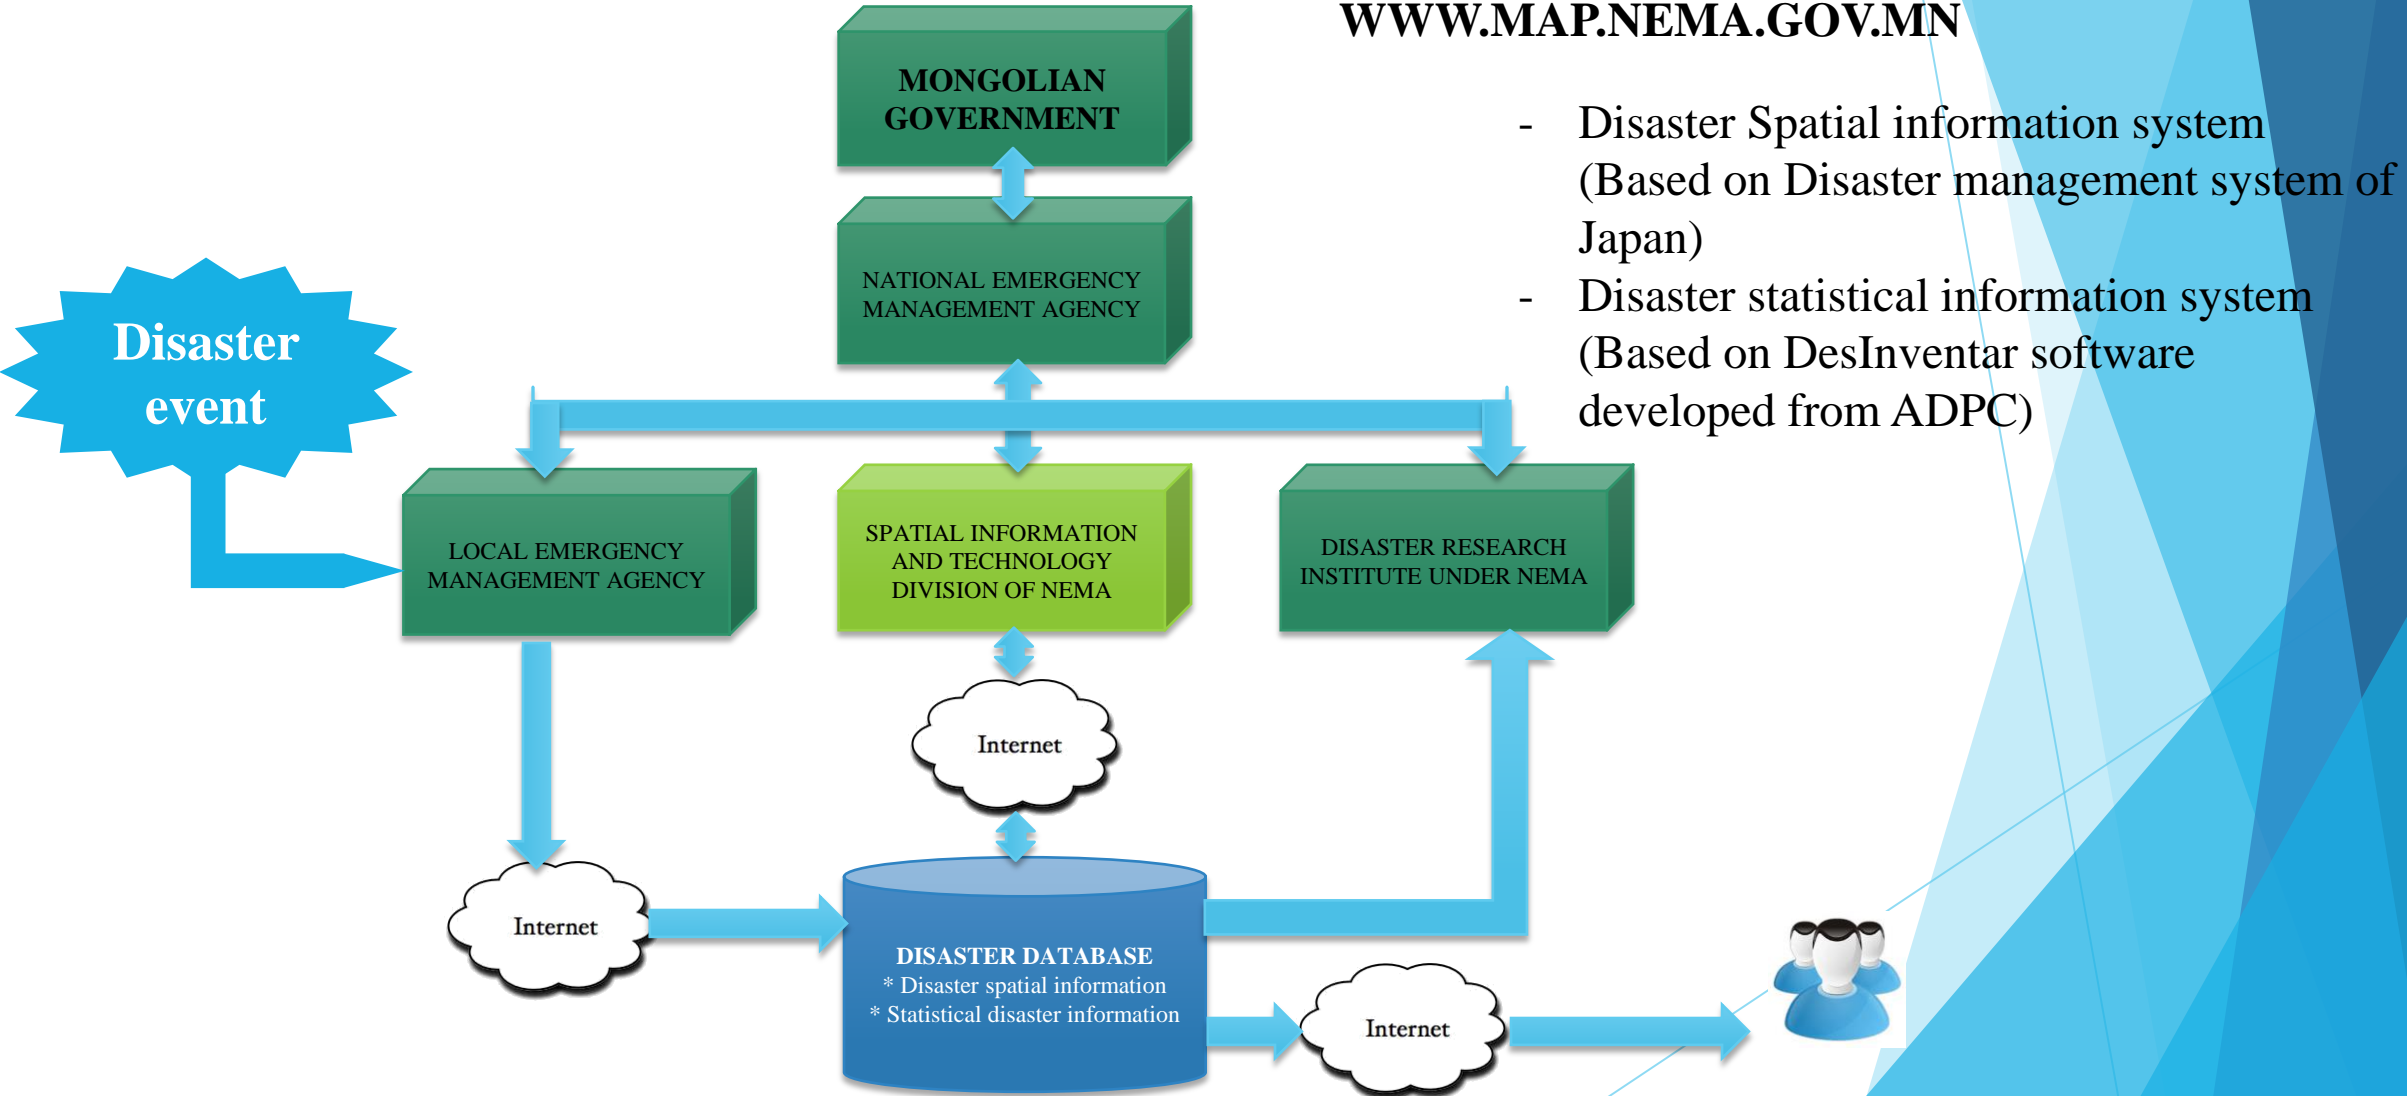 WWW.MAP.NEMA.GOV.MN
MONGOLIAN
GOVERNMENT
- Disaster Spatial information system
(Based on Disaster management system of
Japan)
- Disaster statistical information system
(Based on DesInventar software
developed from ADPC)
NATIONAL EMERGENCY
MANAGEMENT AGENCY
Disaster
event
LOCAL EMERGENCY
MANAGEMENT AGENCY
SPATIAL INFORMATION
AND TECHNOLOGY
DIVISION OF NEMA
DISASTER RESEARCH
INSTITUTE UNDER NEMA
Internet
Internet
DISASTER DATABASE
* Disaster spatial information
* Statistical disaster information
Internet